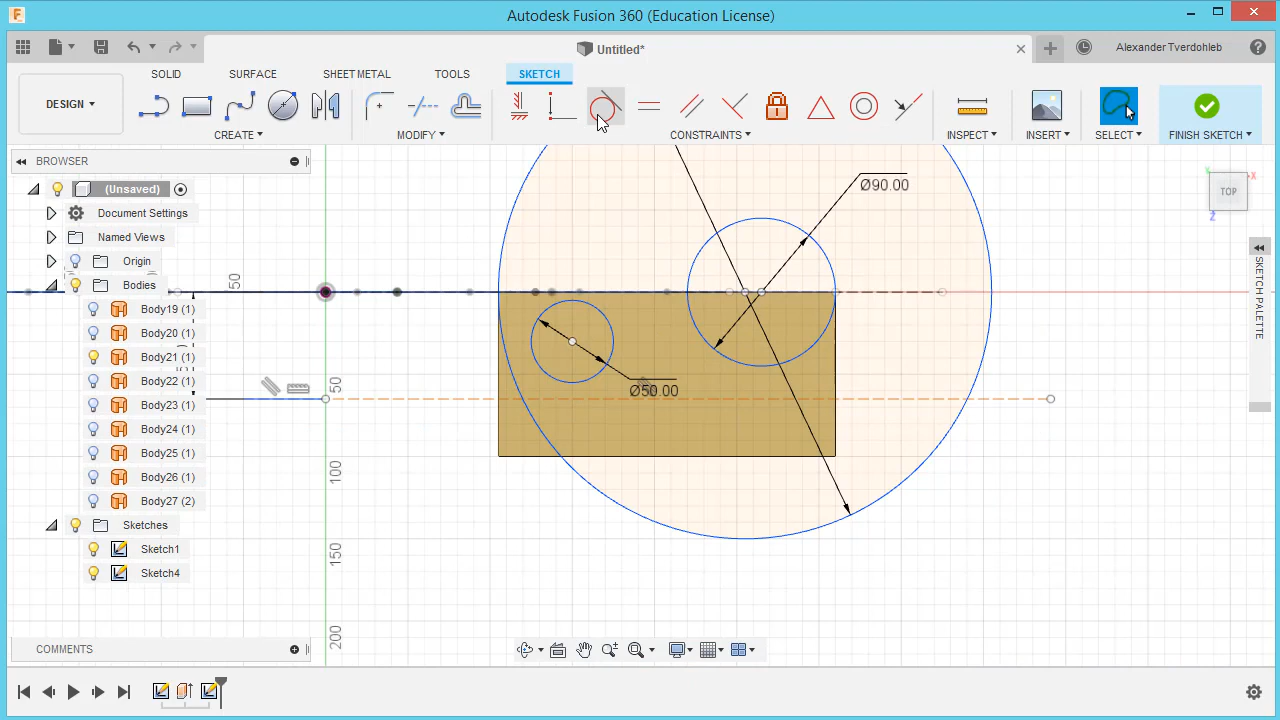 Autodesk Fusion 360 (Education License)
Untitled*
Alexander Tverdohleb
DESIGN
SOLID SURFACE SHEET METAL TOOLS SKETCH
CREATE MODIFY CONSTRAINTS INSPECT INSERT SELECT FINISH SKETCH
BROWSER
(Unsaved)
Document Settings
Named Views
Origin
Bodies
Body19 (1)
Body20 (1)
Body21 (1)
Body22 (1)
Body23 (1)
Body24 (1)
Body25 (1)
Body26 (1)
Body27 (2)
Sketches
Sketch1
Sketch4
COMMENTS
50
50
100
150
200
Ø90.00
Ø50.00
Y
X
Z
TOP
SKETCH PALETTE